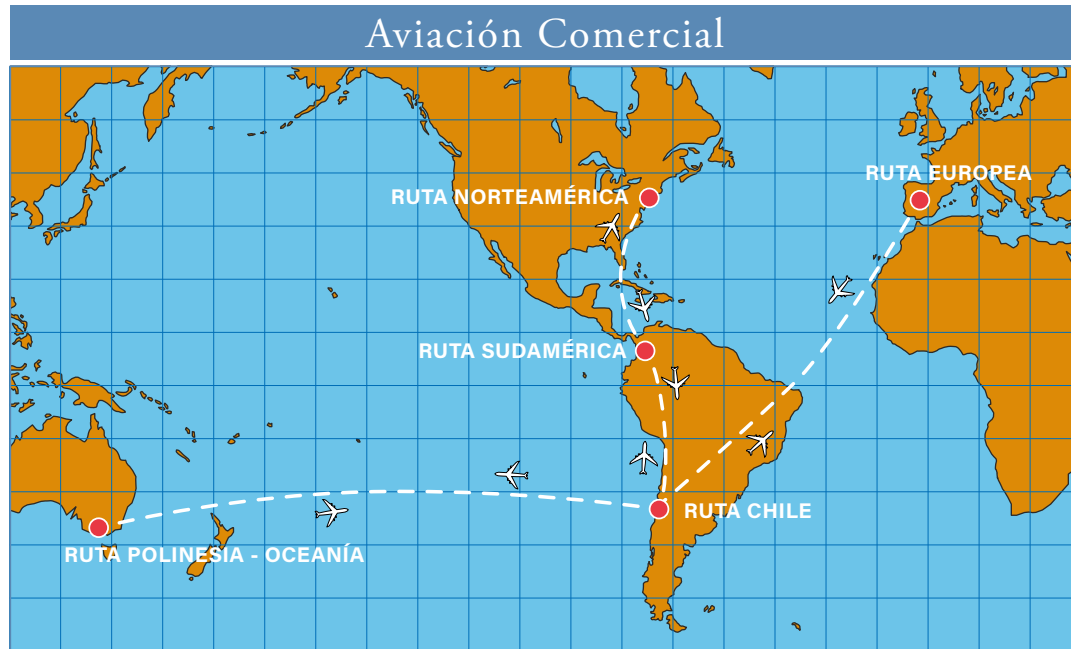 Aviación Comercial
RUTA EUROPEA
RUTA NORTEAMÉRICA
RUTA SUDAMÉRICA
RUTA CHILE
RUTA POLINESIA - OCEANÍA